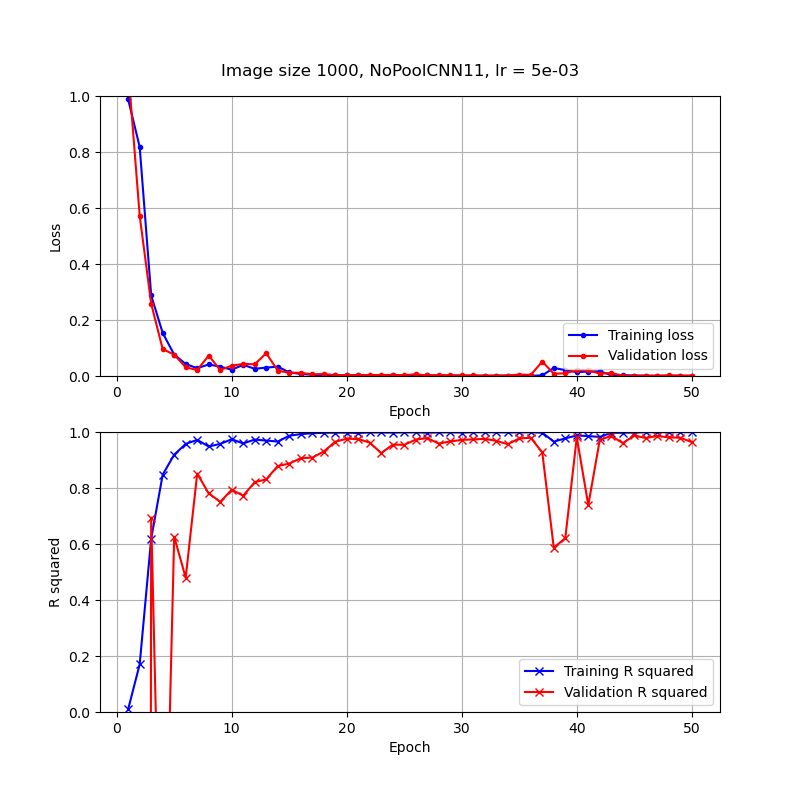 Image size 1000, NoPoolCNN11, lr = 5e-03
1.0
0.8
0.6
0.4
0.2
0.0
Loss
0 10 20 30 40 50
Epoch
Training loss
Validation loss
1.0
0.8
0.6
0.4
0.2
0.0
R squared
0 10 20 30 40 50
Epoch
Training R squared
Validation R squared